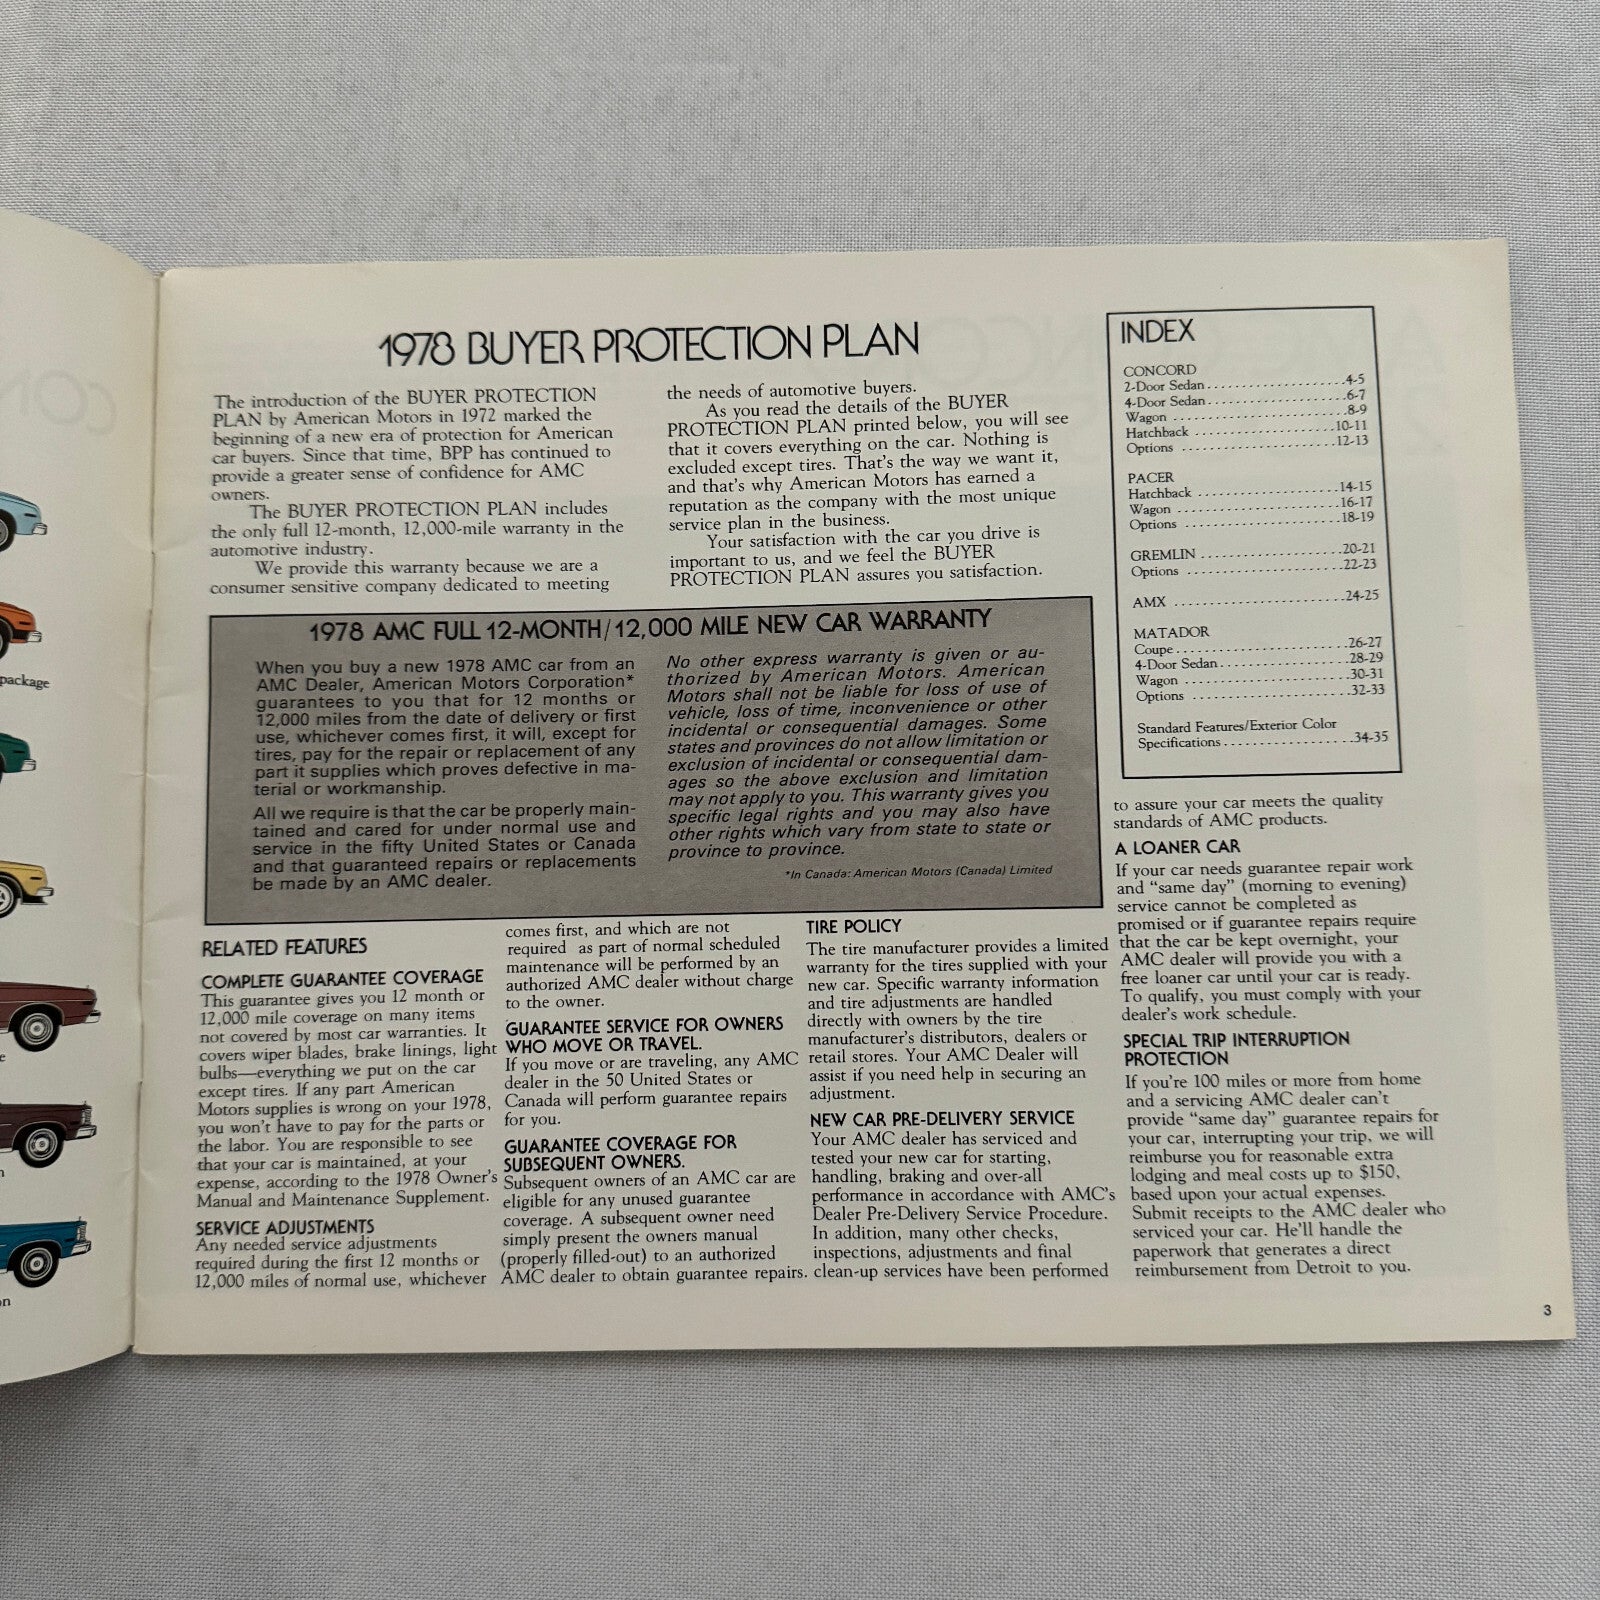 package
e
n
on
1978 BUYER PROTECTION PLAN
The introduction of the BUYER PROTECTION
PLAN by American Motors in 1972 marked the
beginning of a new era of protection for American
car buyers. Since that time, BPP has continued to
provide a greater sense of confidence for AMC
owners.
The BUYER PROTECTION PLAN includes
the only full 12-month, 12,000-mile warranty in the
automotive industry.
We provide this warranty because we are a
consumer sensitive company dedicated to meeting
the needs of automotive buyers.
As you read the details of the BUYER
PROTECTION PLAN printed below, you will see
that it covers everything on the car. Nothing is
excluded except tires. That's the way we want it,
and that's why American Motors has earned a
reputation as the company with the most unique
service plan in the business.
Your satisfaction with the car you drive is
important to us, and we feel the BUYER
PROTECTION PLAN assures you satisfaction.
1978 AMC FULL 12-MONTH/12,000 MILE NEW CAR WARRANTY
When you buy a new 1978 AMC car from an
AMC Dealer, American Motors Corporation*
guarantees to you that for 12 months or
12,000 miles from the date of delivery or first
use, whichever comes first, it will, except for
tires, pay for the repair or replacement of any
part it supplies which proves defective in ma-
terial or workmanship.
All we require is that the car be properly main-
tained and cared for under normal use and
service in the fifty United States or Canada
and that guaranteed repairs or replacements
be made by an AMC dealer.
No other express warranty is given or au-
thorized by American Motors. American
Motors shall not be liable for loss of use of
vehicle, loss of time, inconvenience or other
incidental or consequential damages. Some
states and provinces do not allow limitation or
exclusion of incidental or consequential dam-
ages so the above exclusion and limitation
may not apply to you. This warranty gives you
specific legal rights and you may also have
other rights which vary from state to state or
province to province.
*In Canada: American Motors (Canada) Limited
RELATED FEATURES
COMPLETE GUARANTEE COVERAGE
This guarantee gives you 12 month or
12,000 mile coverage on many items
not covered by most car warranties. It
covers wiper blades, brake linings, light
bulbs—everything we put on the car
except tires. If any part American
Motors supplies is wrong on your 1978,
you won't have to pay for the parts or
the labor. You are responsible to see
that your car is maintained, at your
expense, according to the 1978 Owner's
Manual and Maintenance Supplement.
SERVICE ADJUSTMENTS
Any needed service adjustments
required during the first 12 months or
12,000 miles of normal use, whichever
comes first, and which are not
required as part of normal scheduled
maintenance will be performed by an
authorized AMC dealer without charge
to the owner.
GUARANTEE SERVICE FOR OWNERS
WHO MOVE OR TRAVEL.
If you move or are traveling, any AMC
dealer in the 50 United States or
Canada will perform guarantee repairs
for you.
GUARANTEE COVERAGE FOR
SUBSEQUENT OWNERS.
Subsequent owners of an AMC car are
eligible for any unused guarantee
coverage. A subsequent owner need
simply present the owners manual
(properly filled-out) to an authorized
AMC dealer to obtain guarantee repairs.
TIRE POLICY
The tire manufacturer provides a limited
warranty for the tires supplied with your
new car. Specific warranty information
and tire adjustments are handled
directly with owners by the tire
manufacturer's distributors, dealers or
retail stores. Your AMC Dealer will
assist if you need help in securing an
adjustment.
NEW CAR PRE-DELIVERY SERVICE
Your AMC dealer has serviced and
tested your new car for starting,
handling, braking and over-all
performance in accordance with AMC's
Dealer Pre-Delivery Service Procedure.
In addition, many other checks,
inspections, adjustments and final
clean-up services have been performed
INDEX
CONCORD
2-Door Sedan....................4-5
4-Door Sedan....................6-7
Wagon.........................8-9
Hatchback ....................10-11
Options ......................12-13
PACER
Hatchback ....................14-15
Wagon ........................16-17
Options ......................18-19
GREMLIN ....................20-21
Options ......................22-23
AMX ........................24-25
MATADOR
Coupe........................26-27
4-Door Sedan..................28-29
Wagon .......................30-31
Options ......................32-33
Standard Features/Exterior Color
Specifications..................34-35
to assure your car meets the quality
standards of AMC products.
A LOANER CAR
If your car needs guarantee repair work
and "same day" (morning to evening)
service cannot be completed as
promised or if guarantee repairs require
that the car be kept overnight, your
AMC dealer will provide you with a
free loaner car until your car is ready.
To qualify, you must comply with your
dealer's work schedule.
SPECIAL TRIP INTERRUPTION
PROTECTION
If you're 100 miles or more from home
and a servicing AMC dealer can't
provide "same day" guarantee repairs for
your car, interrupting your trip, we will
reimburse you for reasonable extra
lodging and meal costs up to $150,
based upon your actual expenses.
Submit receipts to the AMC dealer who
serviced your car. He'll handle the
paperwork that generates a direct
reimbursement from Detroit to you.
3